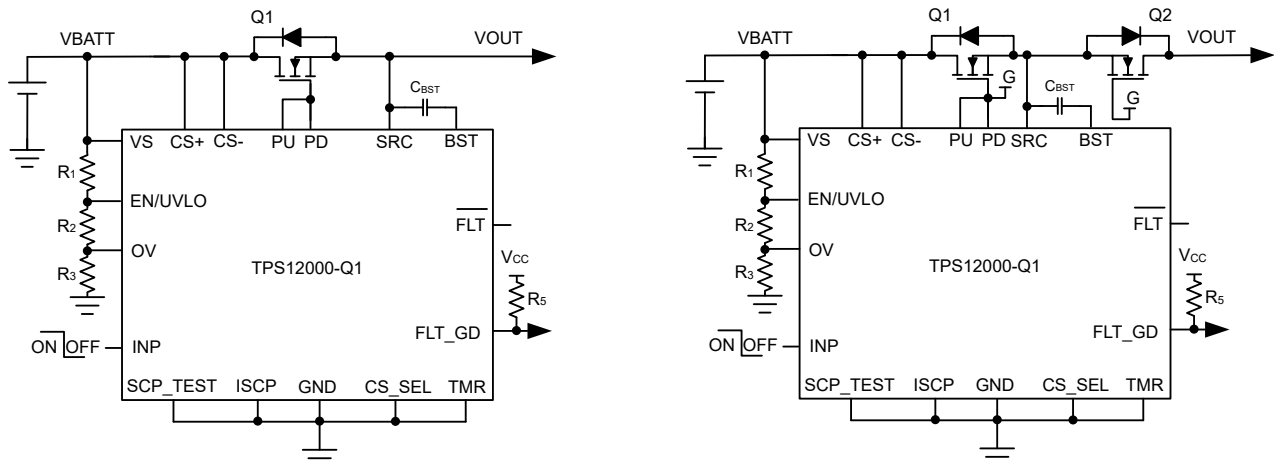 Q1
VBATT
VOUT
CBST
VS
CS+
CS-
PU
PD
SRC
BST
R1
EN/UVLO
R2
FLT
OV
VCC
R3
TPS12000-Q1
R5
FLT_GD
ON
OFF
INP
SCP_TEST
ISCP
GND
CS_SEL
TMR
Q1
Q2
VBATT
VOUT
G
CBST
G
VS
CS+
CS-
PU
PD
SRC
BST
R1
EN/UVLO
R2
FLT
OV
VCC
R3
TPS12000-Q1
R5
FLT_GD
ON
OFF
INP
SCP_TEST
ISCP
GND
CS_SEL
TMR